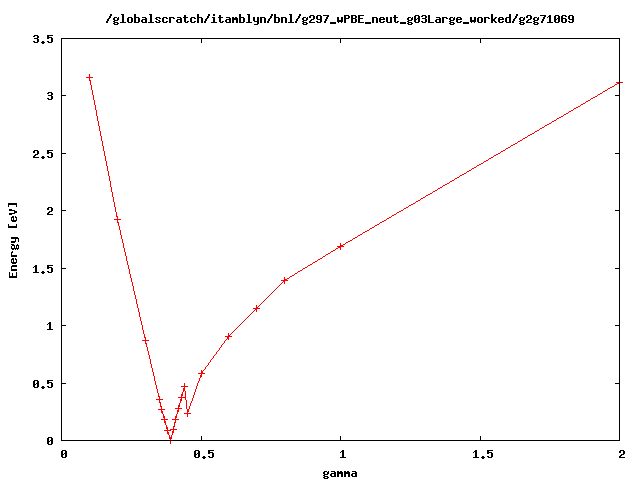 /globalscratch/itamblyn/bnl/g297_wPBE_neut_g03Large_worked/g2g71069
3.5
3
2.5
2
1.5
1
0.5
0
Energy [eV]
0 0.5 1 1.5 2
gamma